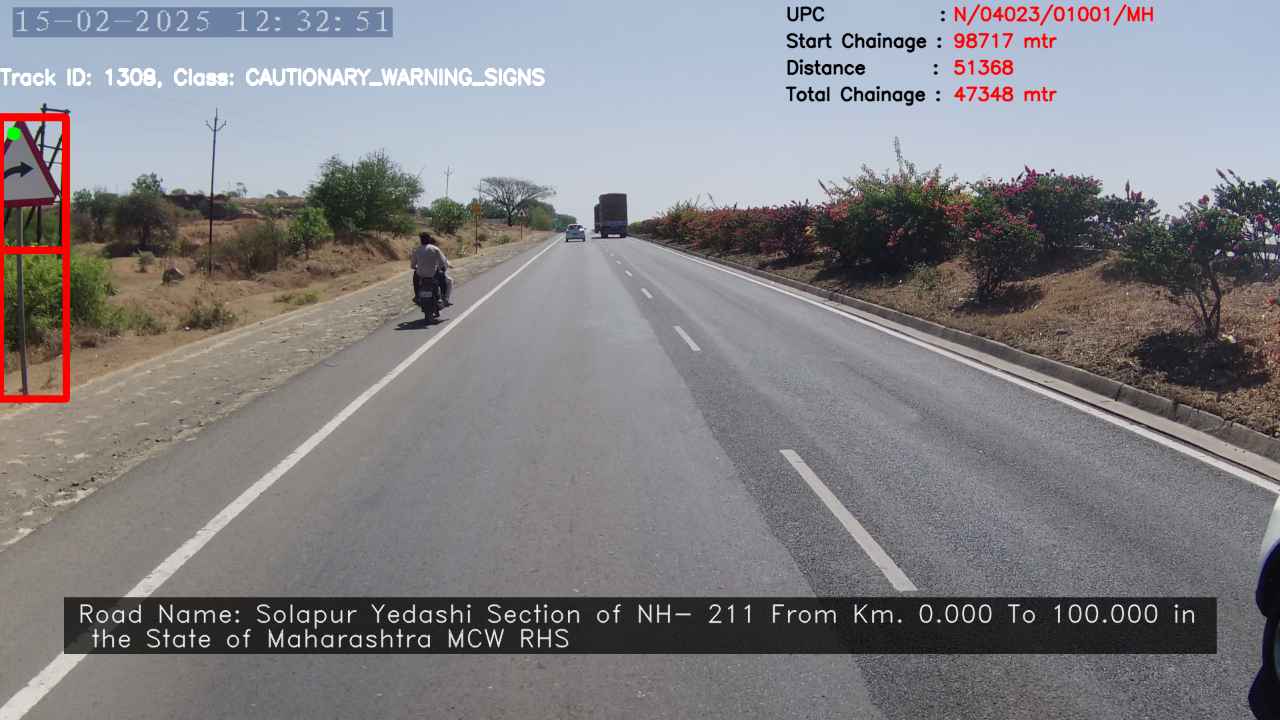 15-02-2025 12:32:51
UPC : N/04023/01001/MH
Start Chainage : 98717 mtr
Distance : 51368
Total Chainage : 47348 mtr
Track ID: 1308, Class: CAUTIONARY_WARNING_SIGNS
Road Name: Solapur Yedashi Section of NH- 211 From Km. 0.000 To 100.000 in
the State of Maharashtra MCW RHS